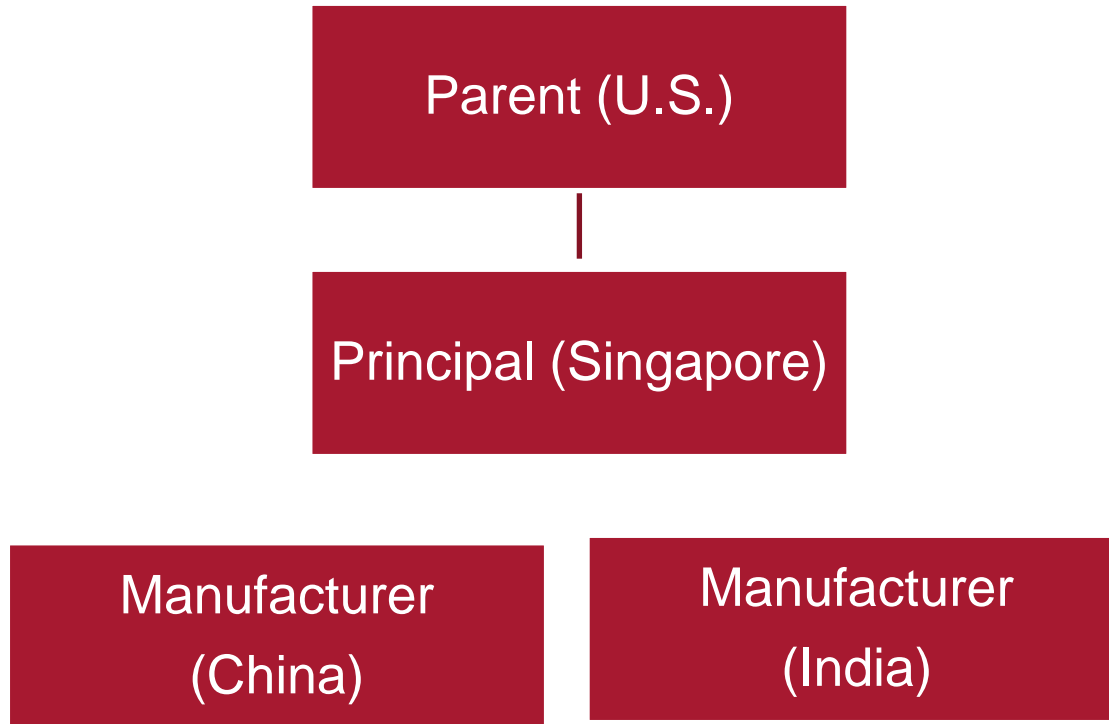 Parent (U.S.)
Principal (Singapore)
Manufacturer
(China)
Manufacturer
(India)